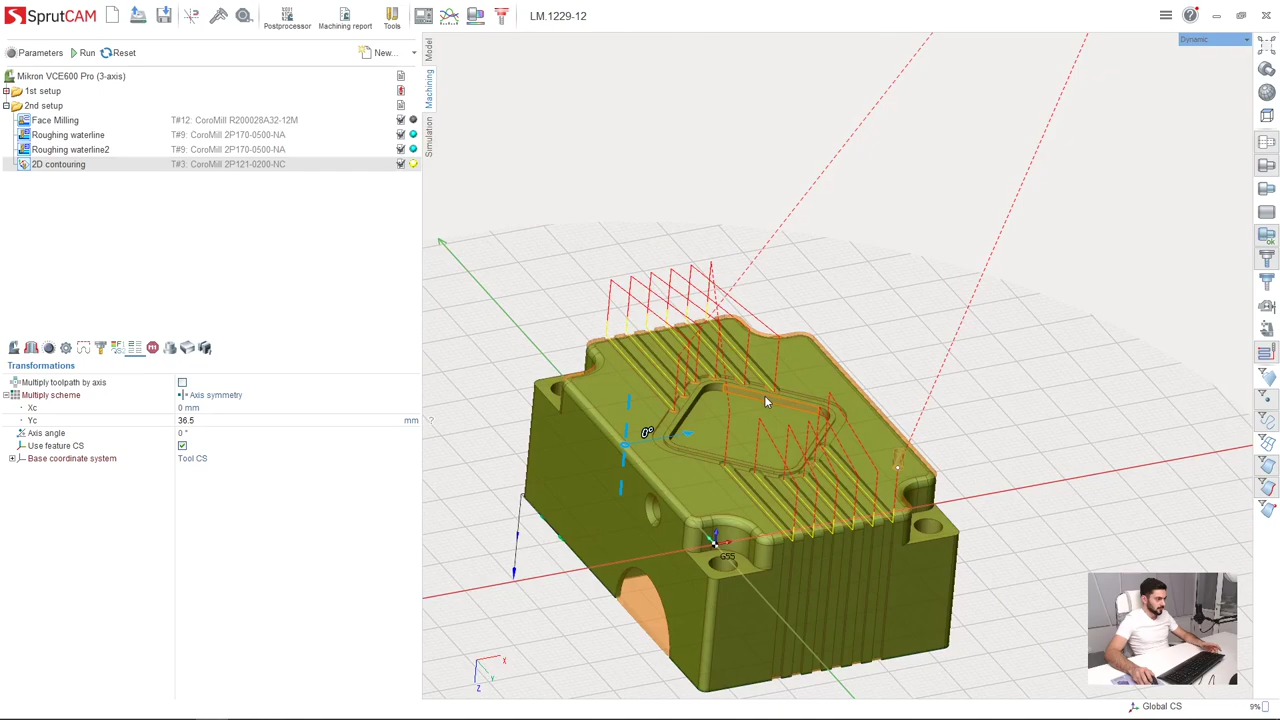 SprutCAM
Postprocessor
Machining report
Tools
LM.1229-12
Parameters
Run
Reset
New...
Model
Machining
Simulation
Dynamic
Mikron VCE600 Pro (3-axis)
1st setup
2nd setup
Face Milling T#12: CoroMill R200028A32-12M
Roughing waterline T#9: CoroMill 2P170-0500-NA
Roughing waterline2 T#9: CoroMill 2P170-0500-NA
2D contouring T#3: CoroMill 2P121-0200-NC
Transformations
Multiply toolpath by axis
Multiply scheme Axis symmetry
Xc 0 mm
Yc 36.5 mm
Axis angle 0 °
Use feature CS
Base coordinate system Tool CS
0°
G55
X
Y
Z
Global CS
9%